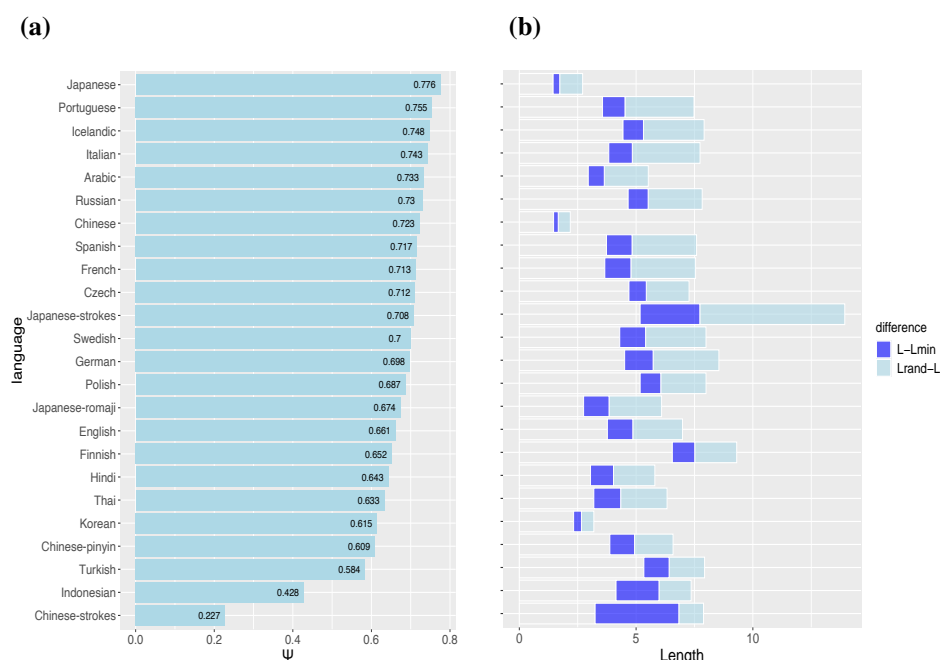 (a)
(b)
language
Japanese 0.776
Portuguese 0.755
Icelandic 0.748
Italian 0.743
Arabic 0.733
Russian 0.73
Chinese 0.723
Spanish 0.717
French 0.713
Czech 0.712
Japanese-strokes 0.708
Swedish 0.7
German 0.698
Polish 0.687
Japanese-romaji 0.674
English 0.661
Finnish 0.652
Hindi 0.643
Thai 0.633
Korean 0.615
Chinese-pinyin 0.609
Turkish 0.584
Indonesian 0.428
Chinese-strokes 0.227
0.0 0.2 0.4 0.6 0.8
Ψ
0 5 10
Length
difference
L-Lmin
Lrand-L